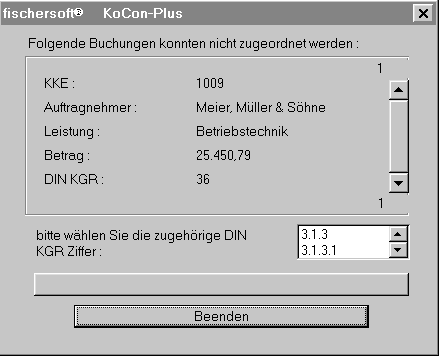 fischersoft® KoCon-Plus
Folgende Buchungen konnten nicht zugeordnet werden :
1
KKE : 1009
Auftragnehmer : Meier, Müller & Söhne
Leistung : Betriebstechnik
Betrag : 25.450,79
DIN KGR : 36
1
bitte wählen Sie die zugehörige DIN
KGR Ziffer :
3.1.3
3.1.3.1
Beenden